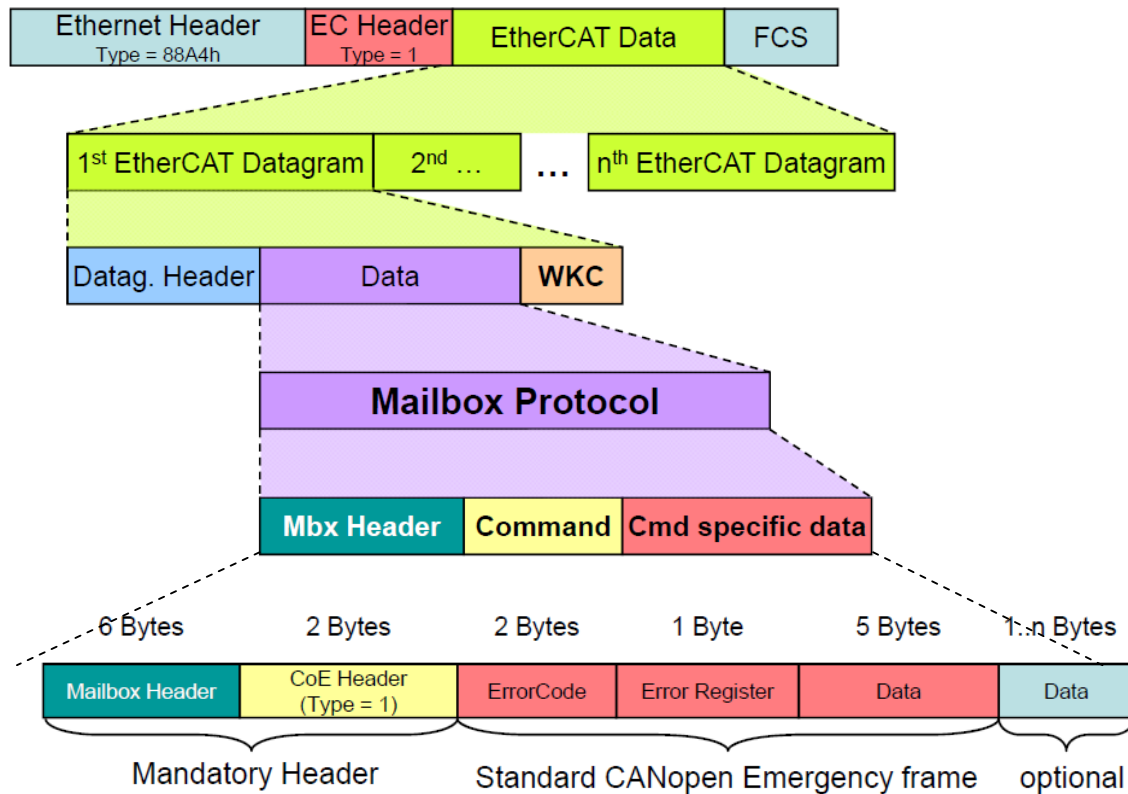 Ethernet Header
Type = 88A4h
EC Header
Type = 1
EtherCAT Data
FCS
1st EtherCAT Datagram
2nd ...
...
nth EtherCAT Datagram
Datag. Header
Data
WKC
Mailbox Protocol
Mbx Header
Command
Cmd specific data
6 Bytes
2 Bytes
2 Bytes
1 Byte
5 Bytes
1..n Bytes
Mailbox Header
CoE Header
(Type = 1)
ErrorCode
Error Register
Data
Data
Mandatory Header
Standard CANopen Emergency frame
optional